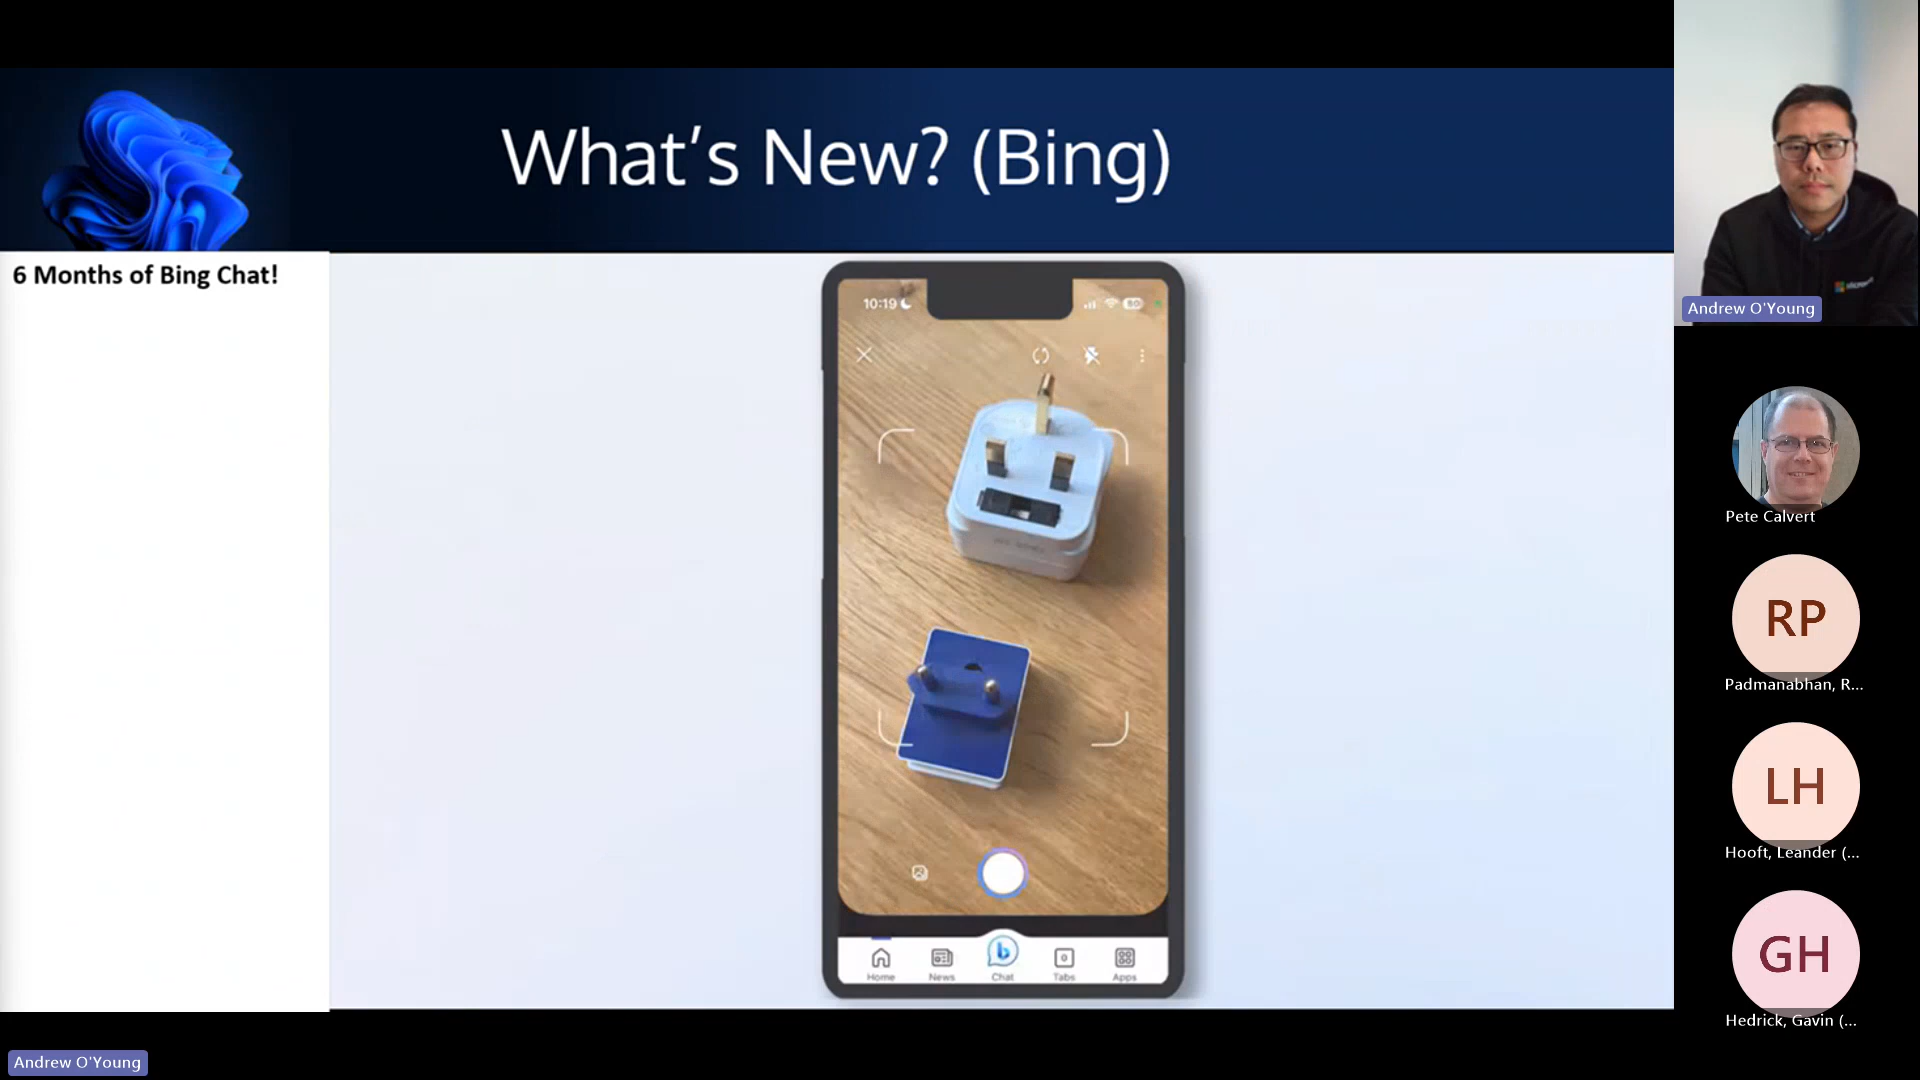 What's New? (Bing)
6 Months of Bing Chat!
10:19
Home
News
Chat
Tabs
Apps
Andrew O'Young
Pete Calvert
RP
Padmanabhan, R...
LH
Hooft, Leander (...
GH
Hedrick, Gavin (...
Andrew O'Young